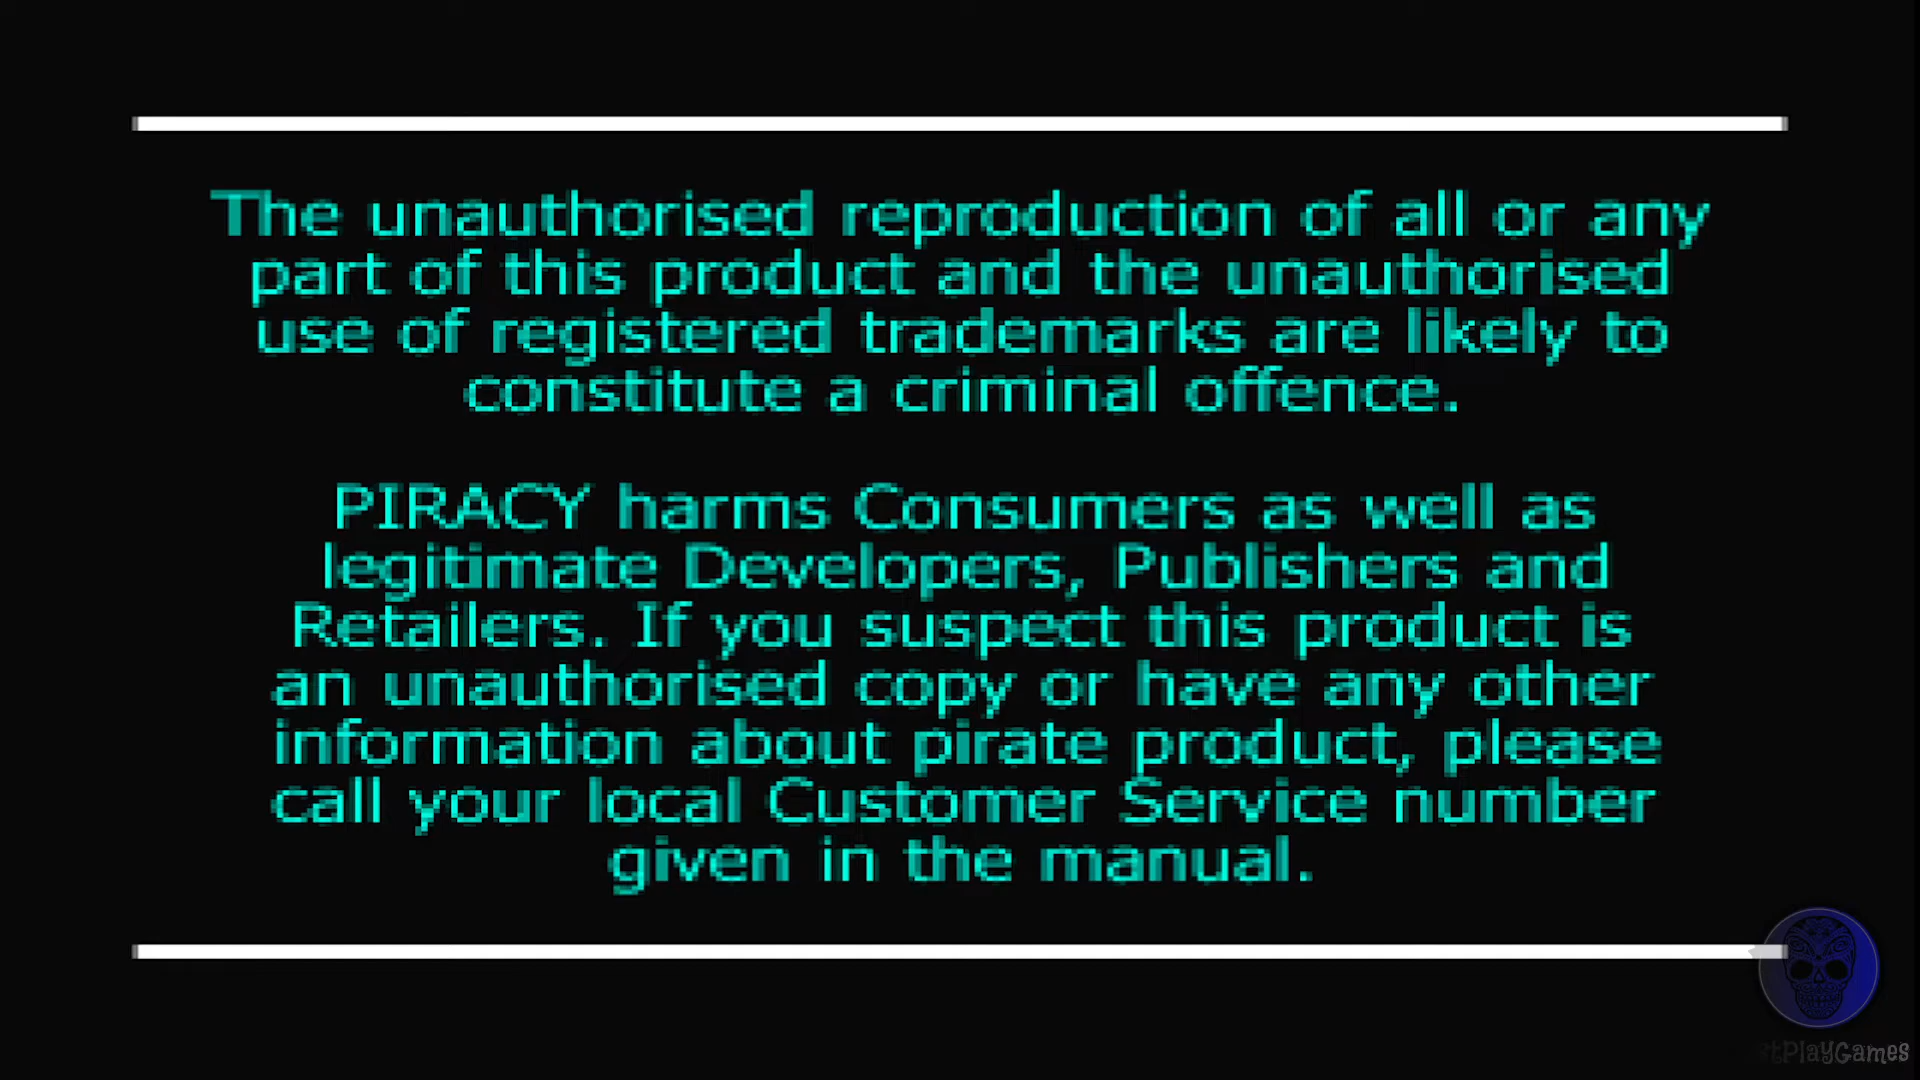 The unauthorised reproduction of all or any
part of this product and the unauthorised
use of registered trademarks are likely to
constitute a criminal offence.
PIRACY harms Consumers as well as
legitimate Developers, Publishers and
Retailers. If you suspect this product is
an unauthorised copy or have any other
information about pirate product, please
call your local Customer Service number
given in the manual.